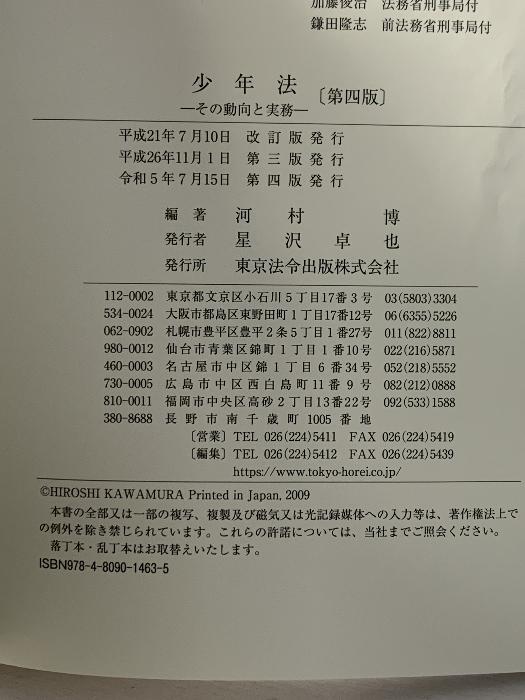 加藤俊治 法務省刑事局付
鎌田隆志 前法務省刑事局付
少年法〔第四版〕
―その動向と実務―
平成21年7月10日 改訂版発行
平成26年11月1日 第三版発行
令和5年7月15日 第四版発行
編著 河村 博
発行者 星沢卓也
発行所 東京法令出版株式会社
112-0002 東京都文京区小石川5丁目17番3号 03(5803)3304
534-0024 大阪市都島区東野田町1丁目17番12号 06(6355)5226
062-0902 札幌市豊平区豊平2条5丁目1番27号 011(822)8811
980-0012 仙台市青葉区錦町1丁目1番10号 022(216)5871
460-0003 名古屋市中区錦1丁目6番34号 052(218)5552
730-0005 広島市中区西白島町11番9号 082(212)0888
810-0011 福岡市中央区高砂2丁目13番22号 092(533)1588
380-8688 長野市南千歳町1005番地
〔営業〕TEL 026(224)5411 FAX 026(224)5419
〔編集〕TEL 026(224)5412 FAX 026(224)5439
https://www.tokyo-horei.co.jp/
©HIROSHI KAWAMURA Printed in Japan, 2009
本書の全部又は一部の複写、複製及び磁気又は光記録媒体への入力等は、著作権法上で
の例外を除き禁じられています。これらの許諾については、当社までご照会ください。
落丁本・乱丁本はお取替えいたします。
ISBN978-4-8090-1463-5